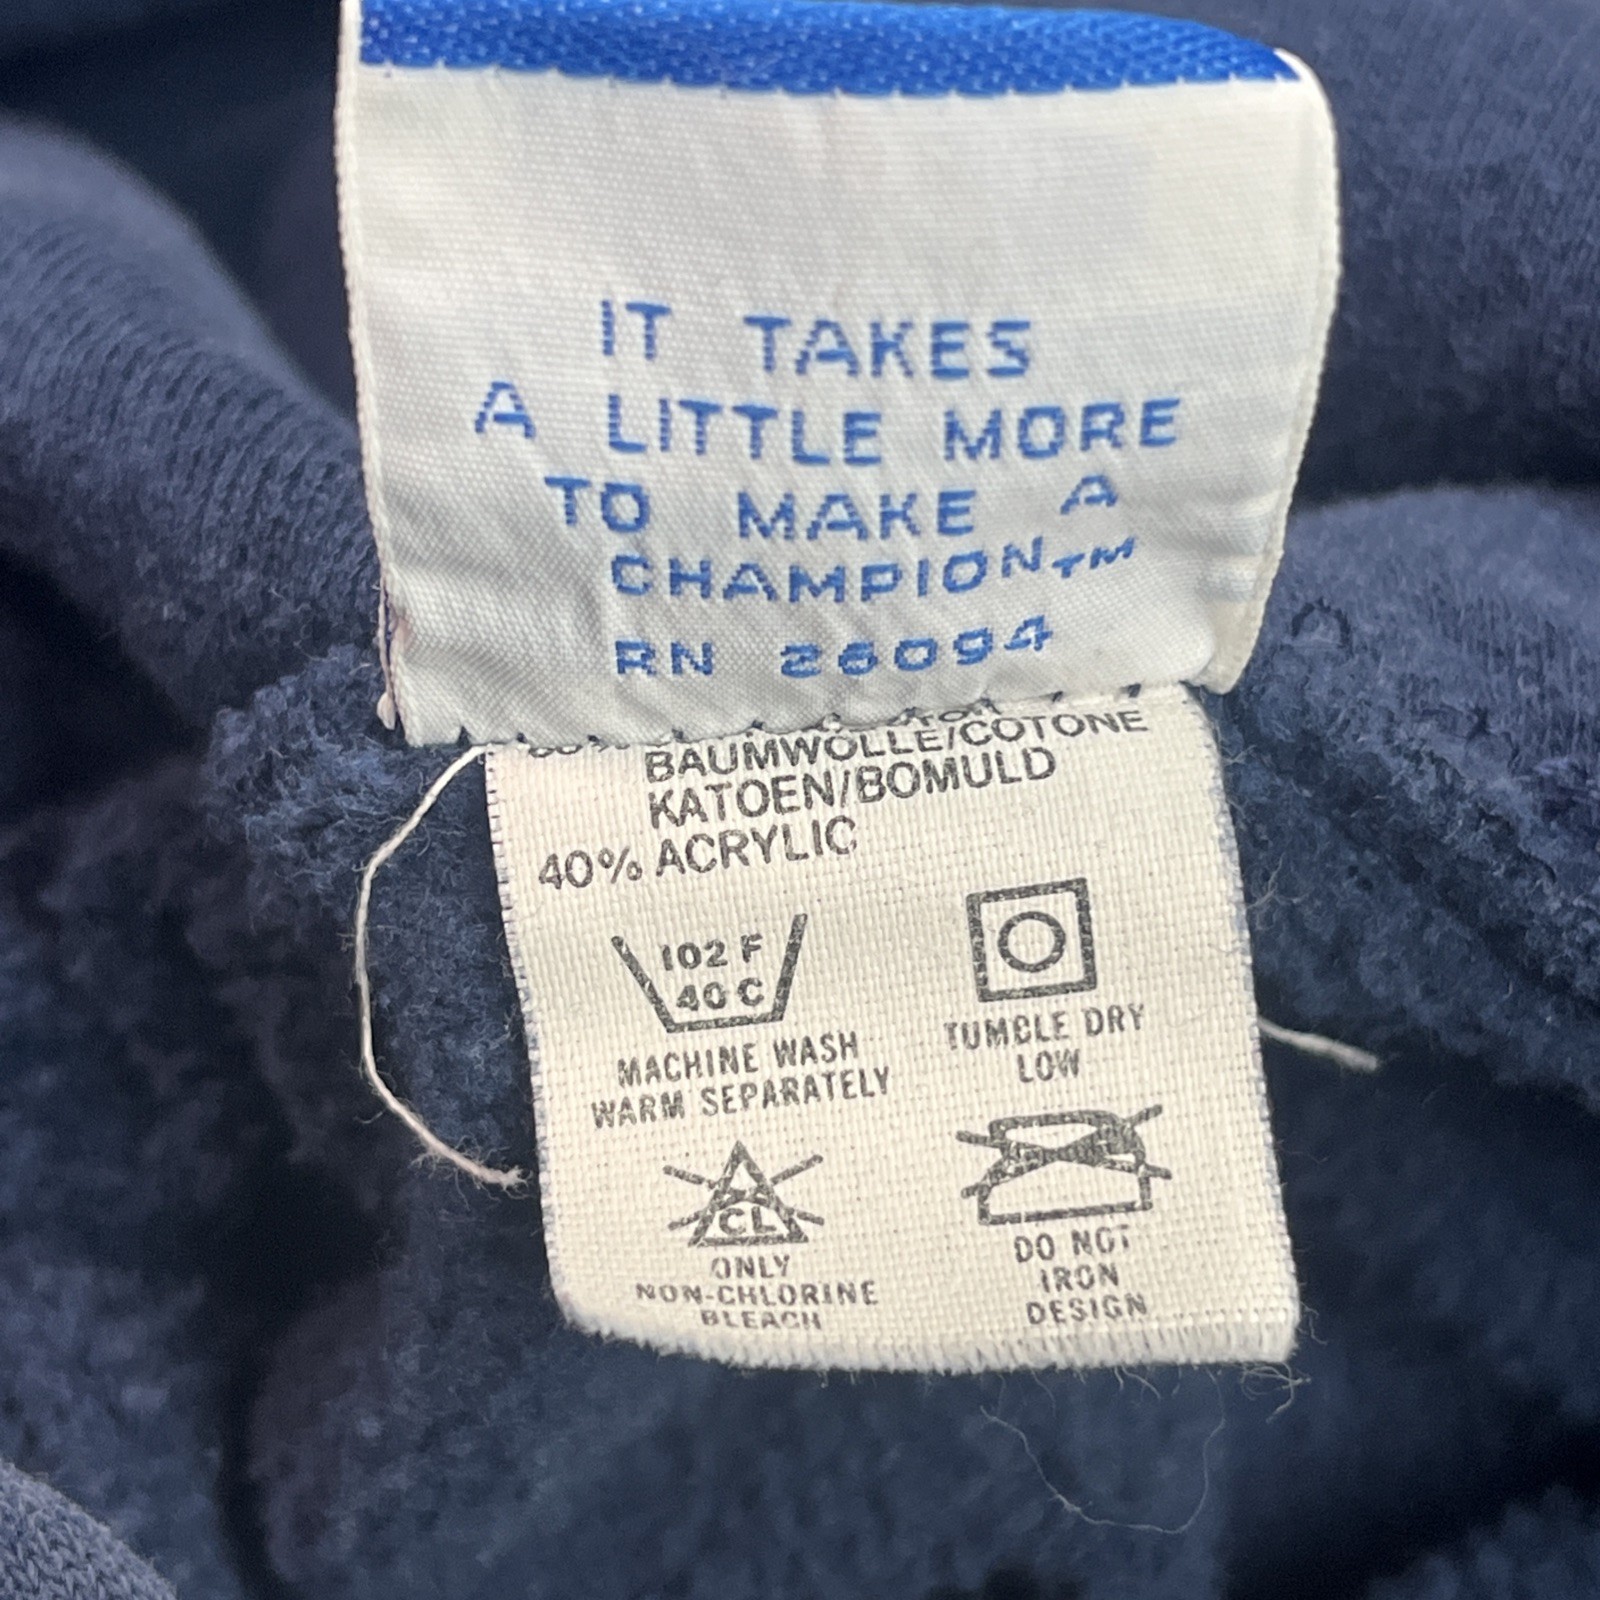 IT TAKES
A LITTLE MORE
TO MAKE A
CHAMPION™
RN 26094
BAUMWOLLE/COTONE
KATOEN/BOMULD
40% ACRYLIC
102 F
40 C
MACHINE WASH
WARM SEPARATELY
TUMBLE DRY
LOW
CL
ONLY
NON-CHLORINE
BLEACH
DO NOT
IRON
DESIGN